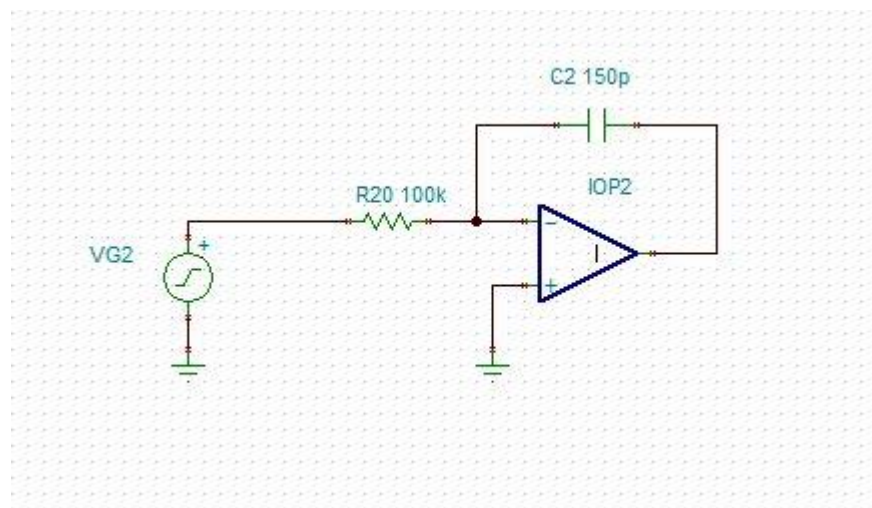 C2 150p
IOP2
R20 100k
VG2
+
−
I
+